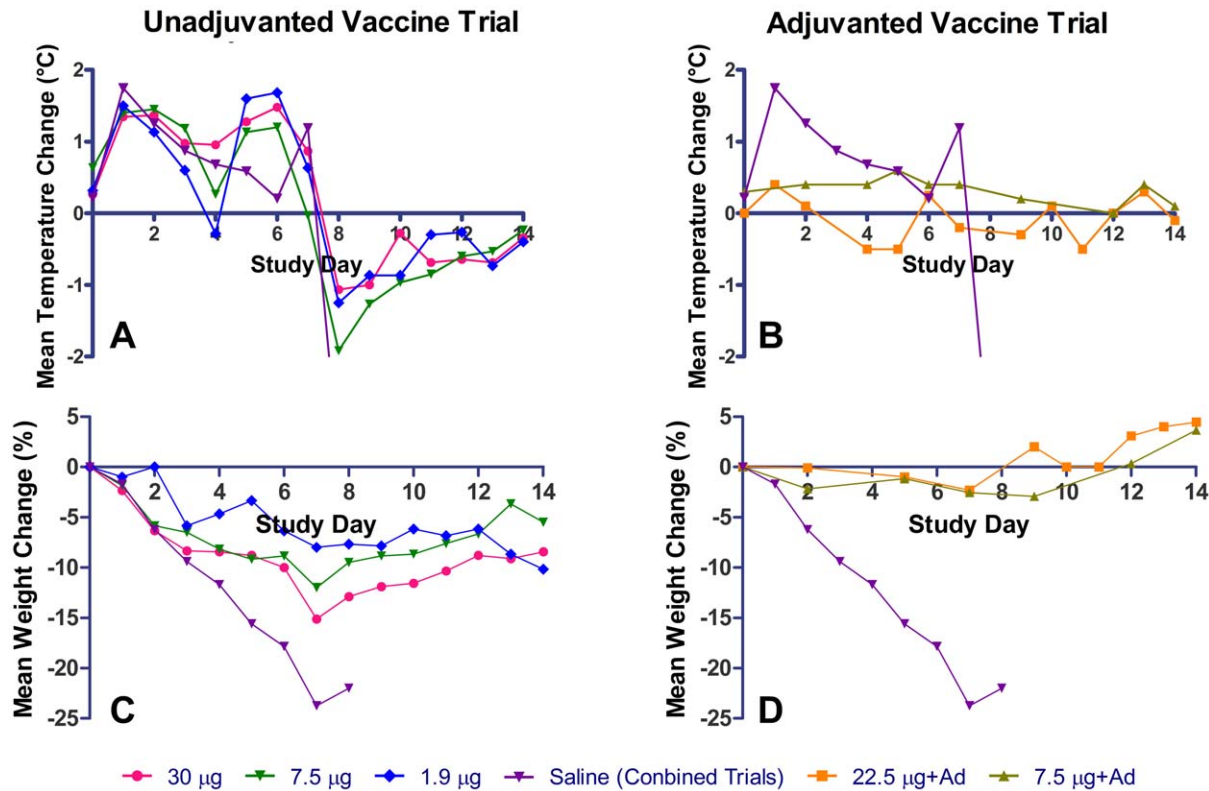 Unadjuvanted Vaccine Trial
Adjuvanted Vaccine Trial
Mean Temperature Change (°C)
2
1
0
-1
-2
2 4 6 8 10 12 14
Study Day
A
Mean Temperature Change (°C)
2
1
0
-1
-2
2 4 6 8 10 12 14
Study Day
B
Mean Weight Change (%)
5
0
-5
-10
-15
-20
-25
2 4 6 8 10 12 14
Study Day
C
Mean Weight Change (%)
5
0
-5
-10
-15
-20
-25
2 4 6 8 10 12 14
Study Day
D
30 µg 7.5 µg 1.9 µg Saline (Conbined Trials) 22.5 µg+Ad 7.5 µg+Ad